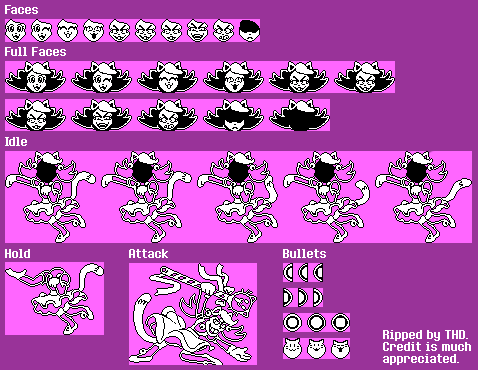 Faces
Full Faces
Idle
Hold
Attack
Bullets
Ripped by THD.
Credit is much
appreciated.